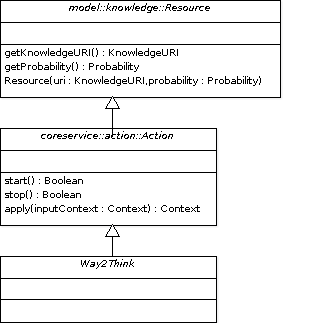 model::knowledge::Resource
getKnowledgeURI() : KnowledgeURI
getProbability() : Probability
Resource(uri : KnowledgeURI,probability : Probability)
coreservice::action::Action
start() : Boolean
stop() : Boolean
apply(inputContext : Context) : Context
Way2Think